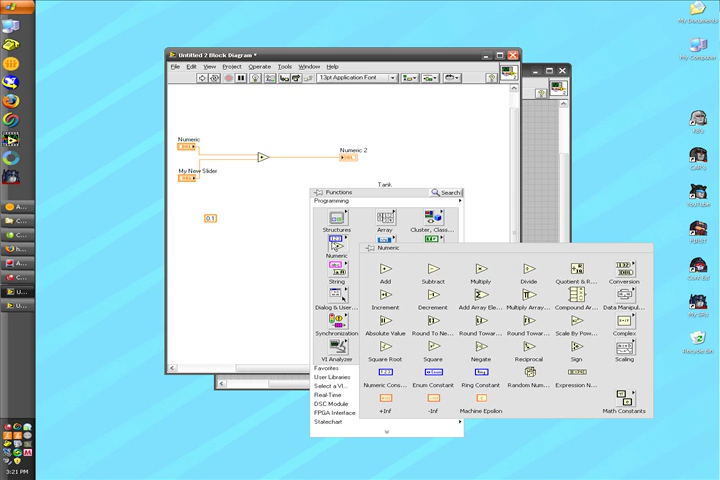 Untitled 2 Block Diagram *
File Edit View Project Operate Tools Window Help
13pt Application Font
Numeric
My New Slider
Numeric 2
0.1
Tank
Functions
Search
Programming
Structures
Array
Cluster, Class...
Numeric
String
Dialog & User...
Synchronization
VI Analyzer
Favorites
User Libraries
Select a VI...
Real-Time
DSC Module
FPGA Interface
Statechart
Numeric
Add Subtract Multiply Divide Quotient & R... Conversion
Increment Decrement Add Array Ele... Multiply Array... Compound Ar... Data Manipul...
Absolute Value Round To Ne... Round Towar... Round Towar... Scale By Pow... Complex
Square Root Square Negate Reciprocal Sign Scaling
Numeric Cons... Enum Constant Ring Constant Random Num... Expression N...
+Inf -Inf Machine Epsilon Math Constants
My Documents
My Computer
YouTube
FIRST
Recycle Bin
3:21 PM